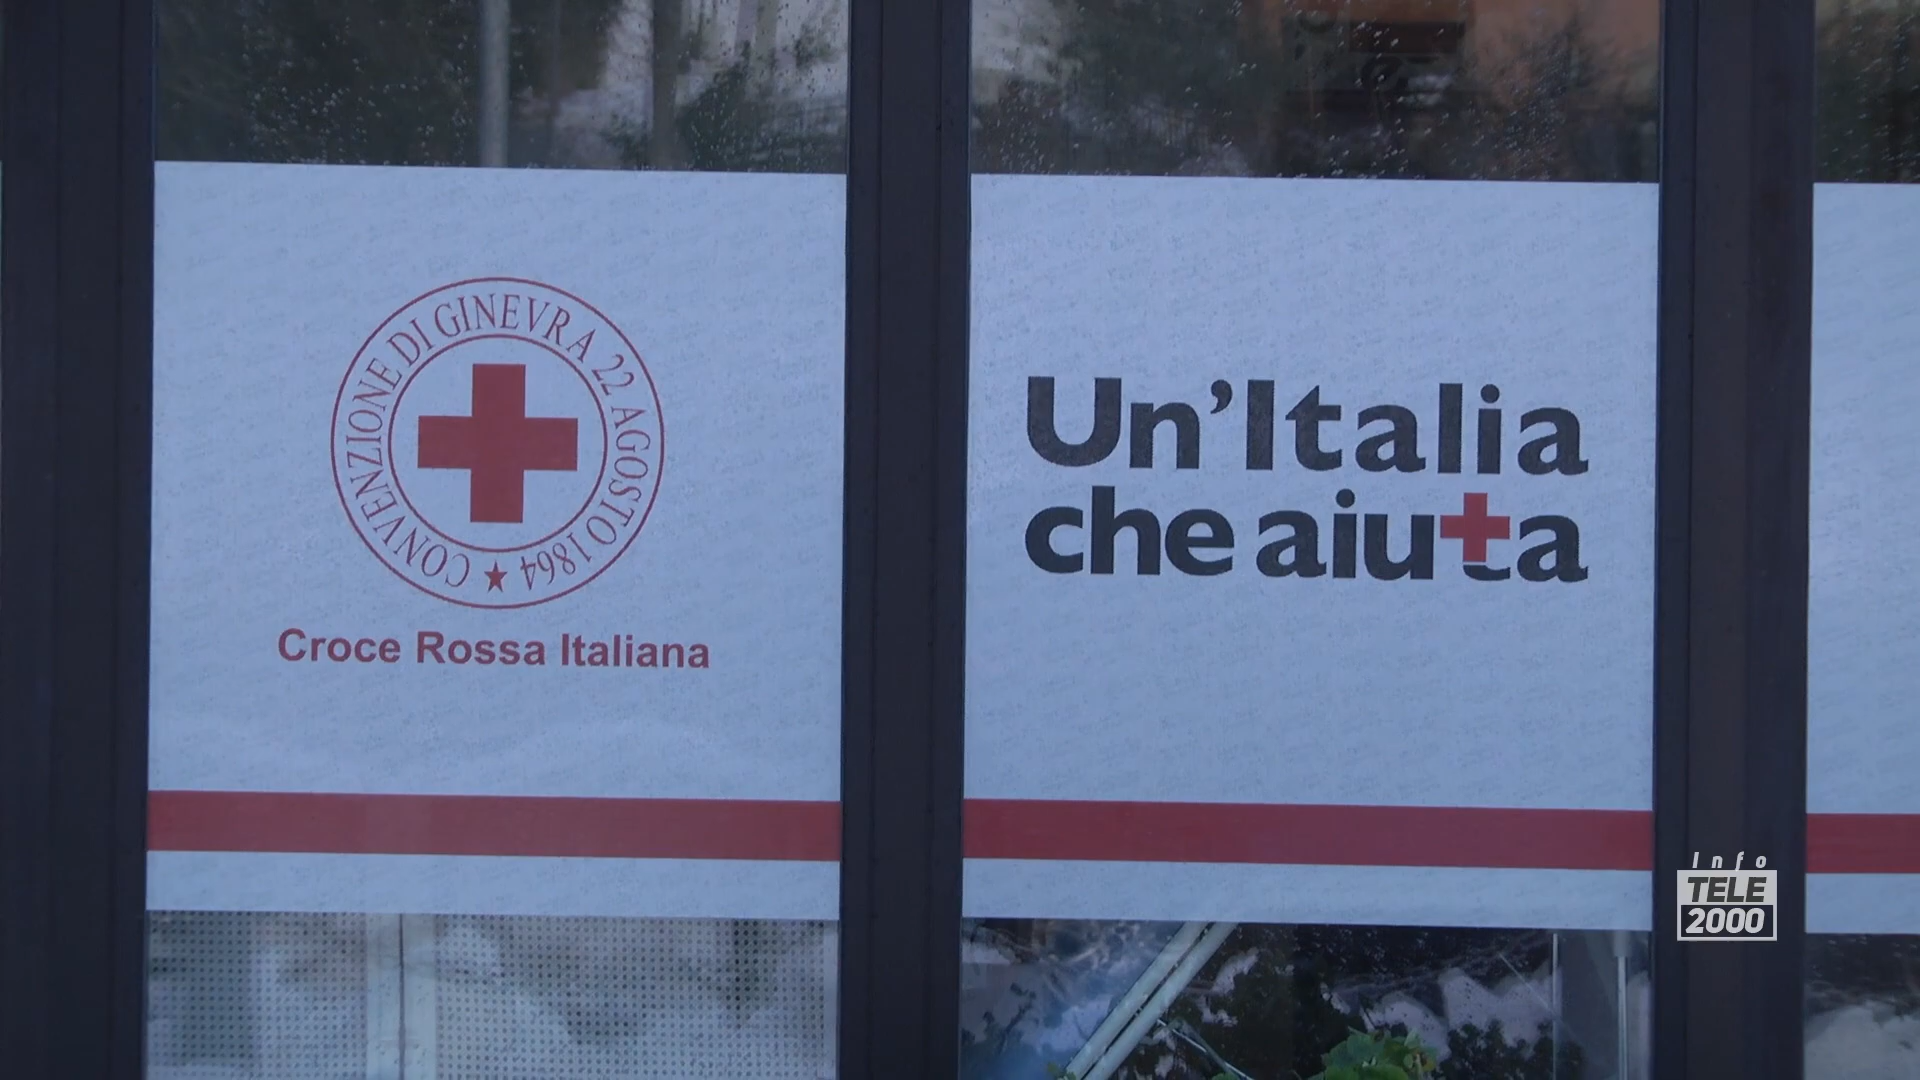 CONVENZIONE DI GINEVRA 22 AGOSTO 1864 ★
Croce Rossa Italiana
Un'Italia
che aiuta
Info
TELE
2000